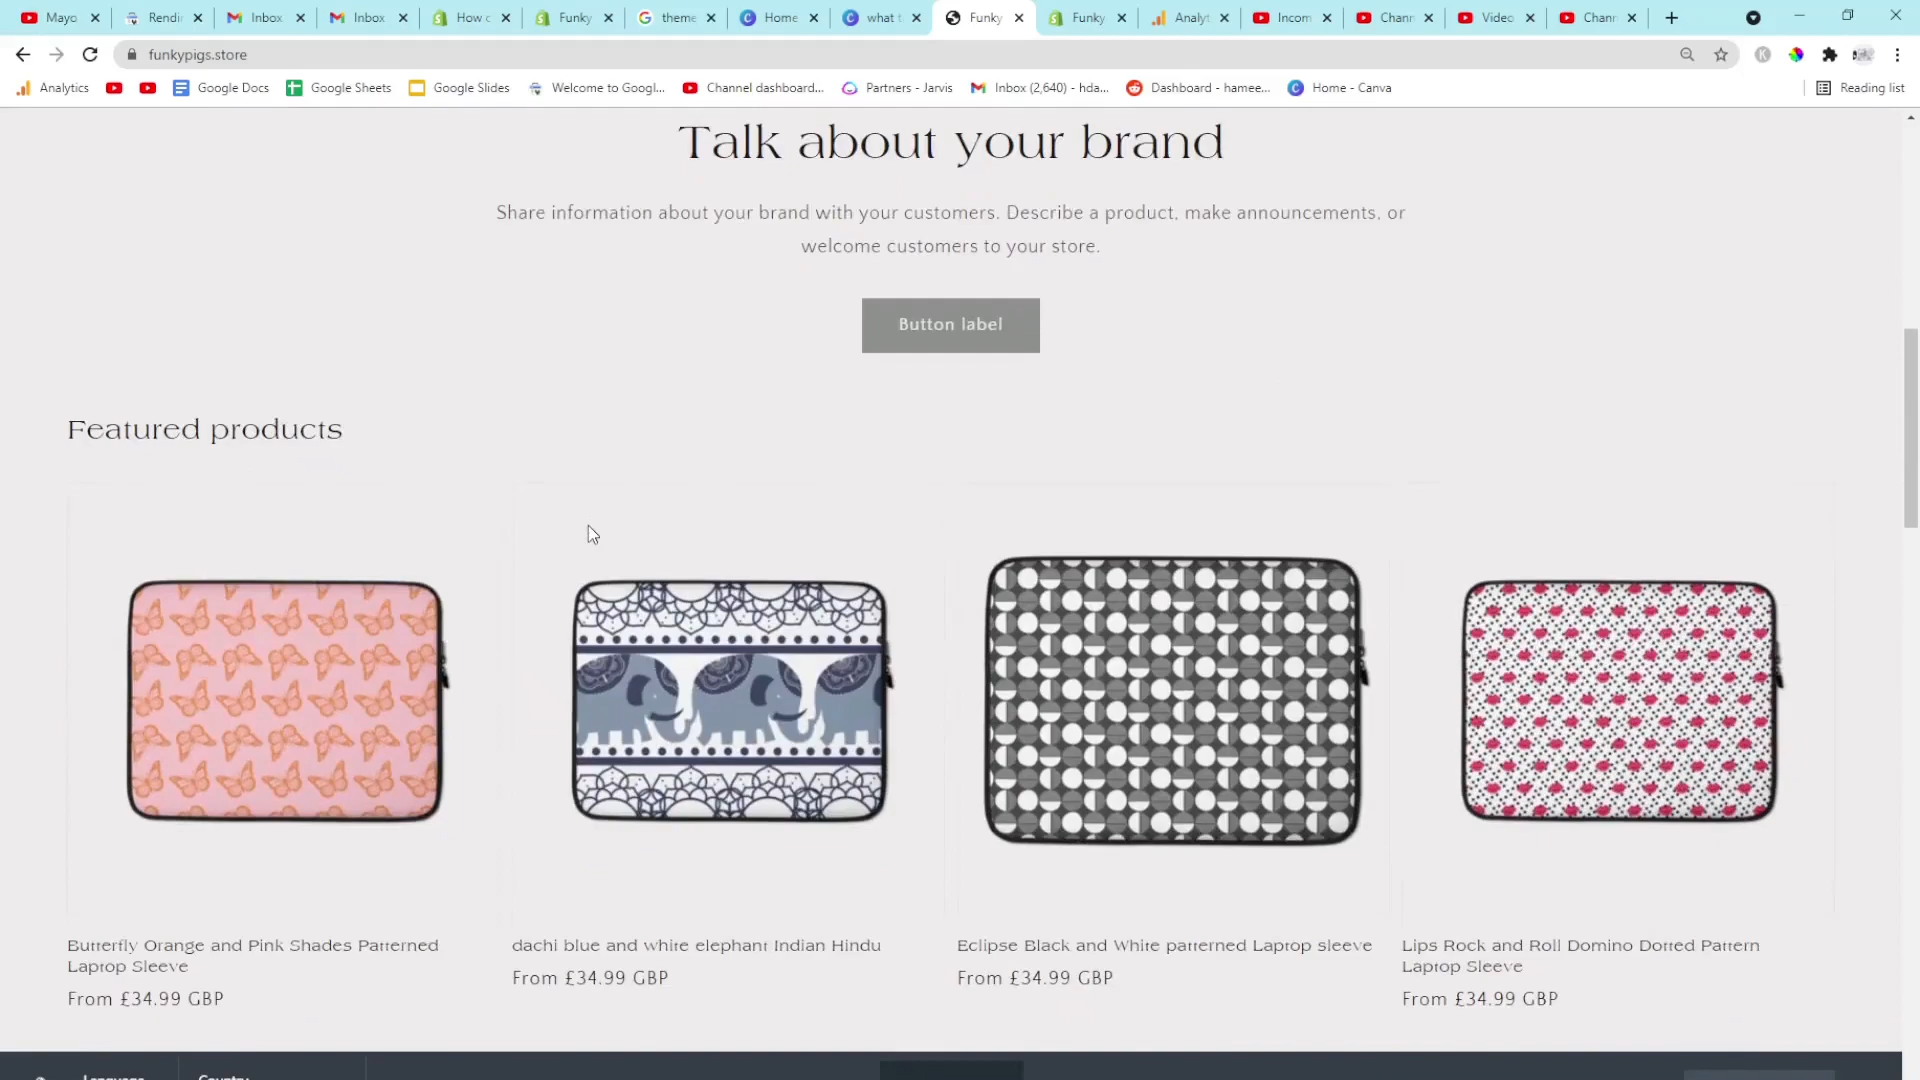 Mayo
Rendi
Inbox
Inbox
How c
Funky
theme
Home
what t
Funky
Funky
Analyt
Incom
Chann
Video
Chann
funkypigs.store
Analytics
Google Docs
Google Sheets
Google Slides
Welcome to Googl...
Channel dashboard...
Partners - Jarvis
Inbox (2,640) - hda...
Dashboard - hamee...
Home - Canva
Reading list
Talk about your brand
Share information about your brand with your customers. Describe a product, make announcements, or
welcome customers to your store.
Button label
Featured products
Butterfly Orange and Pink Shades Patterned
Laptop Sleeve
From £34.99 GBP
dachi blue and white elephant Indian Hindu
From £34.99 GBP
Eclipse Black and White patterned Laptop sleeve
From £34.99 GBP
Lips Rock and Roll Domino Dotted Pattern
Laptop Sleeve
From £34.99 GBP
Language
Country